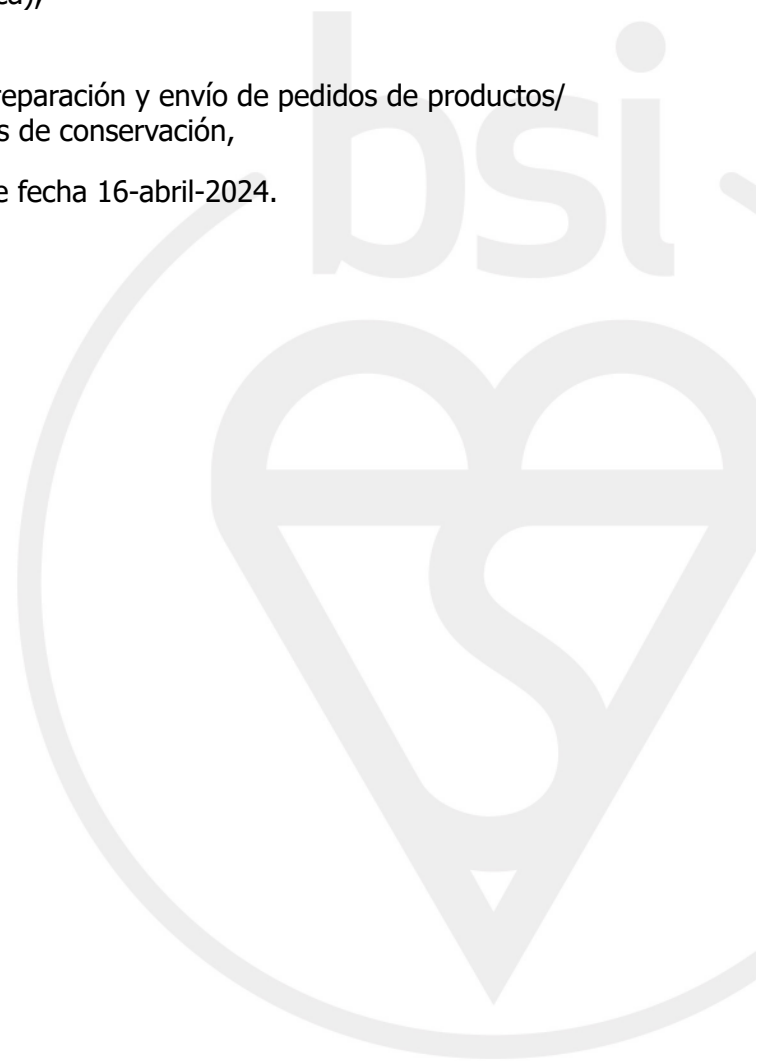 reparación y envío de pedidos de productos/
s de conservación,
e fecha 16-abril-2024.
bsi